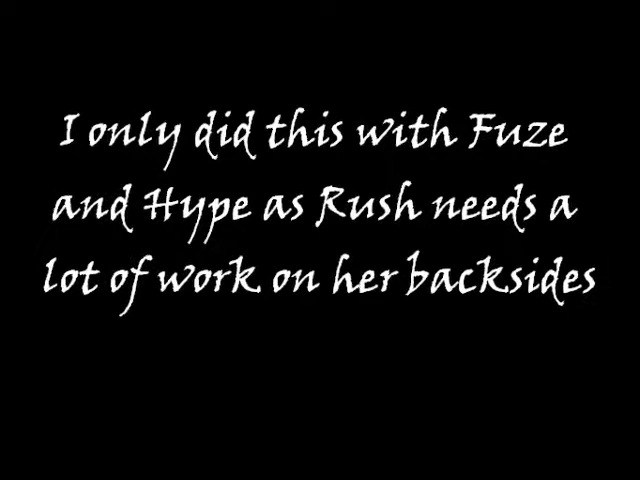 I only did this with Fuze
and Hype as Rush needs a
lot of work on her backsides